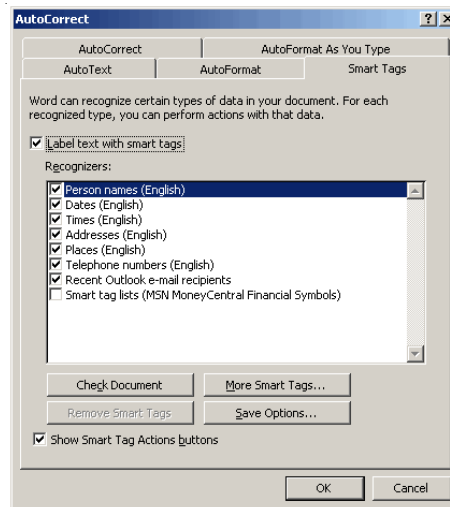 AutoCorrect
AutoCorrect AutoFormat As You Type
AutoText AutoFormat Smart Tags
Word can recognize certain types of data in your document. For each
recognized type, you can perform actions with that data.
Label text with smart tags
Recognizers:
Person names (English)
Dates (English)
Times (English)
Addresses (English)
Places (English)
Telephone numbers (English)
Recent Outlook e-mail recipients
Smart tag lists (MSN MoneyCentral Financial Symbols)
Check Document More Smart Tags...
Remove Smart Tags Save Options...
Show Smart Tag Actions buttons
OK Cancel